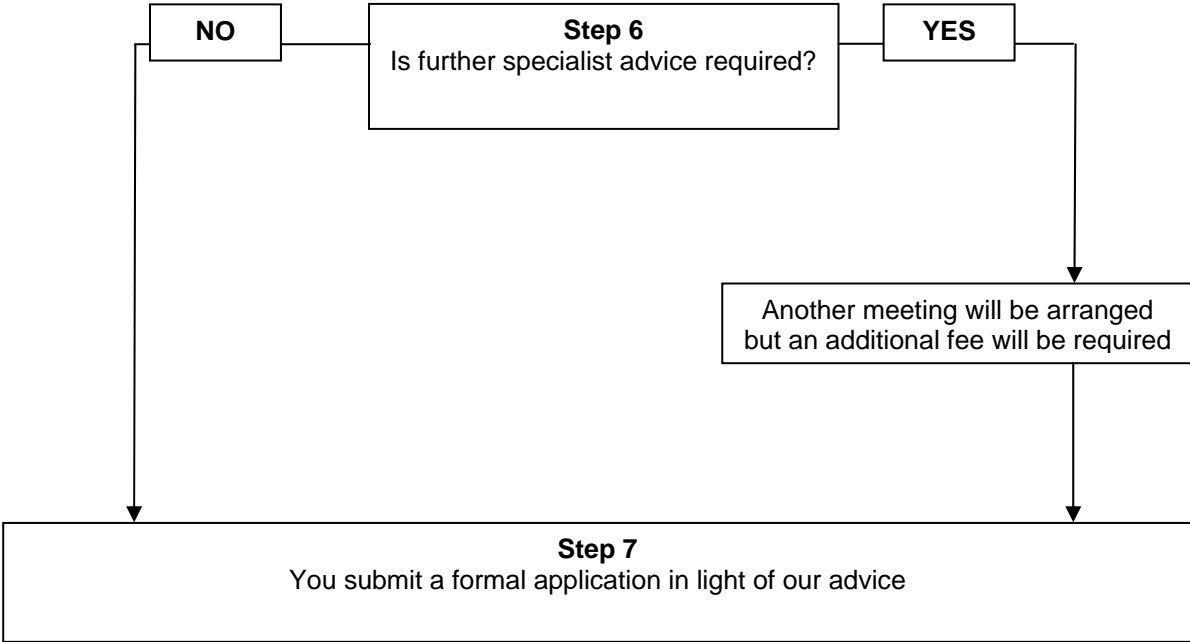 NO
Step 6
Is further specialist advice required?
YES
Another meeting will be arranged
but an additional fee will be required
Step 7
You submit a formal application in light of our advice